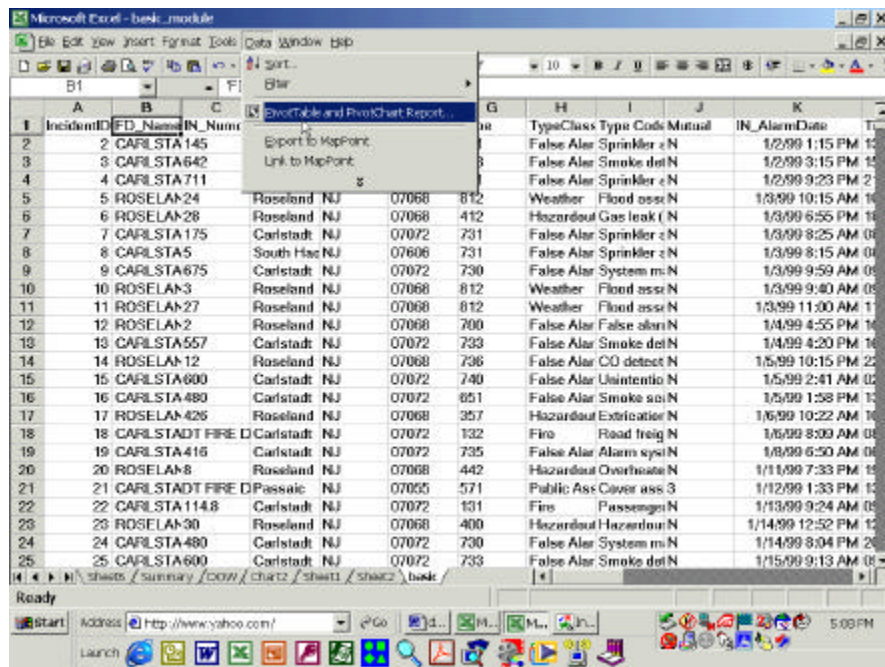 Microsoft Excel - basic_module
File Edit View Insert Format Tools Data Window Help
10 B I U
B1
Sort...
Filter
PivotTable and PivotChart Report...
Export to MapPoint
Link to MapPoint
A B C G H I J K
1 IncidentID FD_Name IN_Num TypeClass Type Code Mutual IN_AlarmDate
2 2 CARLSTA 145 False Alar Sprinkler a N 1/2/99 1:15 PM
3 3 CARLSTA 642 False Alar Smoke det N 1/2/99 3:15 PM
4 4 CARLSTA 711 False Alar Sprinkler a N 1/2/99 9:23 PM
5 5 ROSELAN 24 Roseland NJ 07068 812 Weather Flood asse N 1/3/99 10:15 AM
6 6 ROSELAN 28 Roseland NJ 07068 412 Hazardout Gas leak ( N 1/3/99 6:55 PM
7 7 CARLSTA 175 Carlstadt NJ 07072 731 False Alar Sprinkler a N 1/3/99 8:25 AM
8 8 CARLSTA 5 South Hac NJ 07606 731 False Alar Sprinkler a N 1/3/99 8:15 AM
9 9 CARLSTA 675 Carlstadt NJ 07072 730 False Alar System m N 1/3/99 9:59 AM
10 10 ROSELAN 3 Roseland NJ 07068 812 Weather Flood asse N 1/3/99 9:40 AM
11 11 ROSELAN 27 Roseland NJ 07068 812 Weather Flood asse N 1/3/99 11:00 AM
12 12 ROSELAN 2 Roseland NJ 07068 700 False Alar False alarn N 1/4/99 4:55 PM
13 13 CARLSTA 557 Carlstadt NJ 07072 733 False Alar Smoke det N 1/4/99 4:20 PM
14 14 ROSELAN 12 Roseland NJ 07068 736 False Alar CO detect N 1/5/99 10:15 PM
15 15 CARLSTA 600 Carlstadt NJ 07072 740 False Alar Unintentio N 1/5/99 2:41 AM
16 16 CARLSTA 480 Carlstadt NJ 07072 651 False Alar Smoke sca N 1/5/99 1:58 PM
17 17 ROSELAN 426 Roseland NJ 07068 357 Hazardout Extrication N 1/6/99 10:22 AM
18 18 CARLSTADT FIRE D Carlstadt NJ 07072 132 Fire Road freig N 1/6/99 8:09 AM
19 19 CARLSTA 416 Carlstadt NJ 07072 735 False Alar Alarm syst N 1/8/99 6:50 AM
20 20 ROSELAN 8 Roseland NJ 07068 442 Hazardout Overheate N 1/11/99 7:33 PM
21 21 CARLSTADT FIRE D Passaic NJ 07055 571 Public Ass Cover ass 3 1/12/99 1:33 PM
22 22 CARLSTA 114.8 Carlstadt NJ 07072 131 Fire Passenger N 1/13/99 9:24 AM
23 23 ROSELAN 30 Roseland NJ 07068 400 Hazardout Hazardour N 1/14/99 12:52 PM
24 24 CARLSTA 480 Carlstadt NJ 07072 730 False Alar System m N 1/14/99 8:04 PM
25 25 CARLSTA 600 Carlstadt NJ 07072 733 False Alar Smoke det N 1/15/99 9:13 AM
Sheet6 Summary DOW Chart2 Sheet1 Sheet2 basic
Ready
Start Address http://www.yahoo.com/ Go d... M... M... In... 5:03 PM
Launch